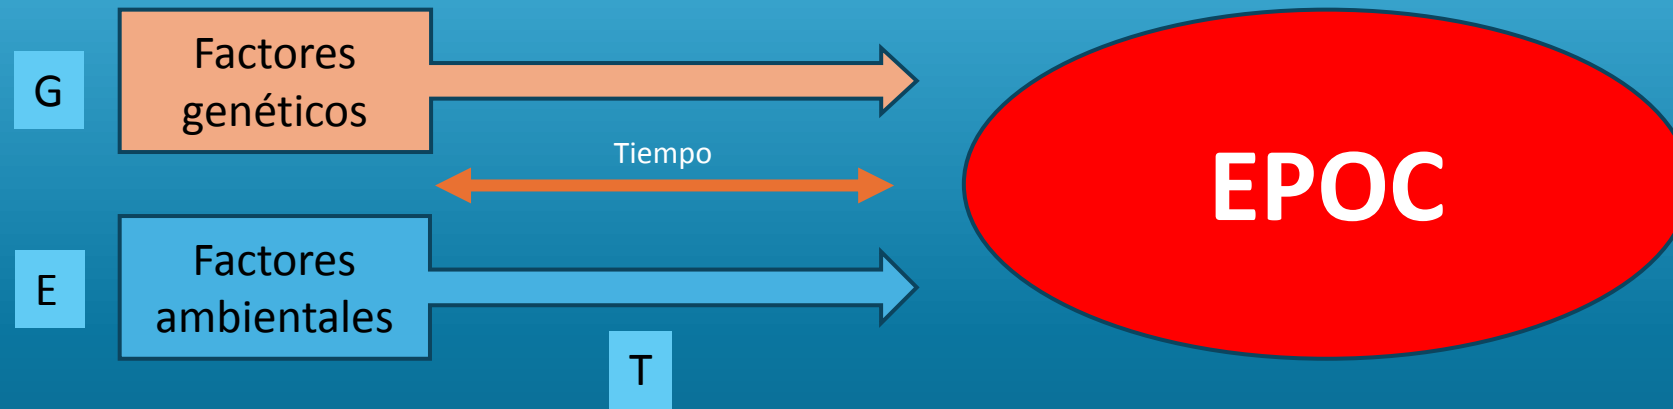 G
Factores
genéticos
Tiempo
EPOC
E
Factores
ambientales
T